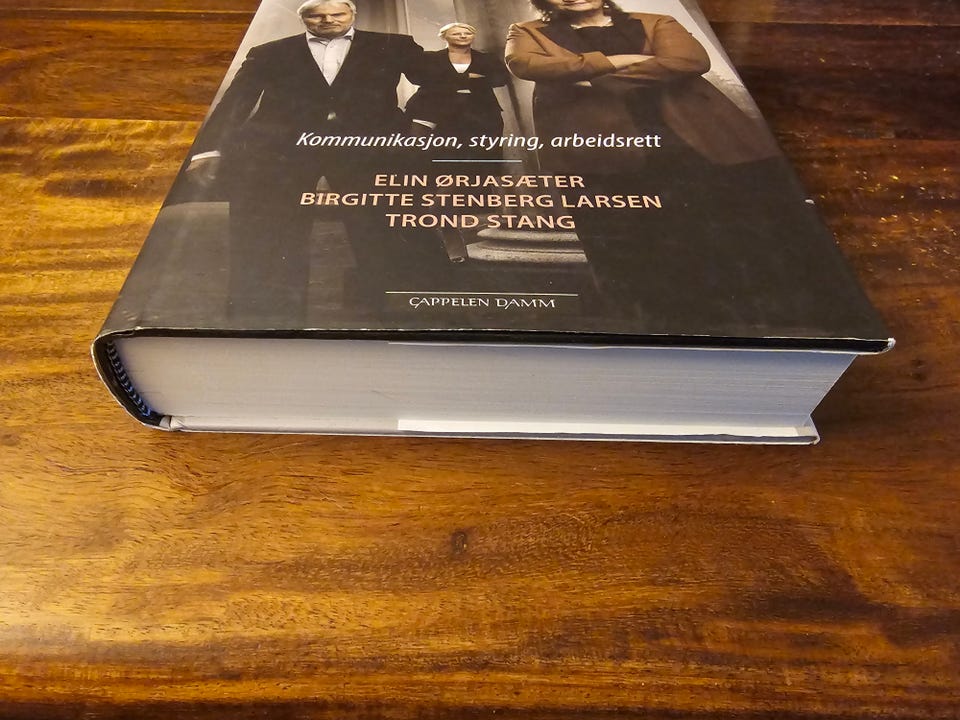 Kommunikasjon, styring, arbeidsrett
ELIN ØRJASÆTER
BIRGITTE STENBERG LARSEN
TROND STANG
CAPPELEN DAMM